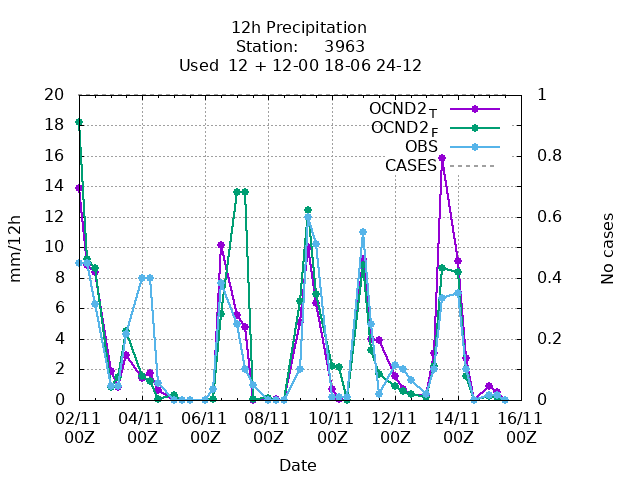 12h Precipitation
Station: 3963
Used 12 + 12-00 18-06 24-12
OCND2 T
OCND2 F
OBS
CASES
mm/12h
20
18
16
14
12
10
8
6
4
2
0
1
0.8
0.6
0.4
0.2
0
No cases
02/11 04/11 06/11 08/11 10/11 12/11 14/11 16/11
00Z 00Z 00Z 00Z 00Z 00Z 00Z 00Z
Date